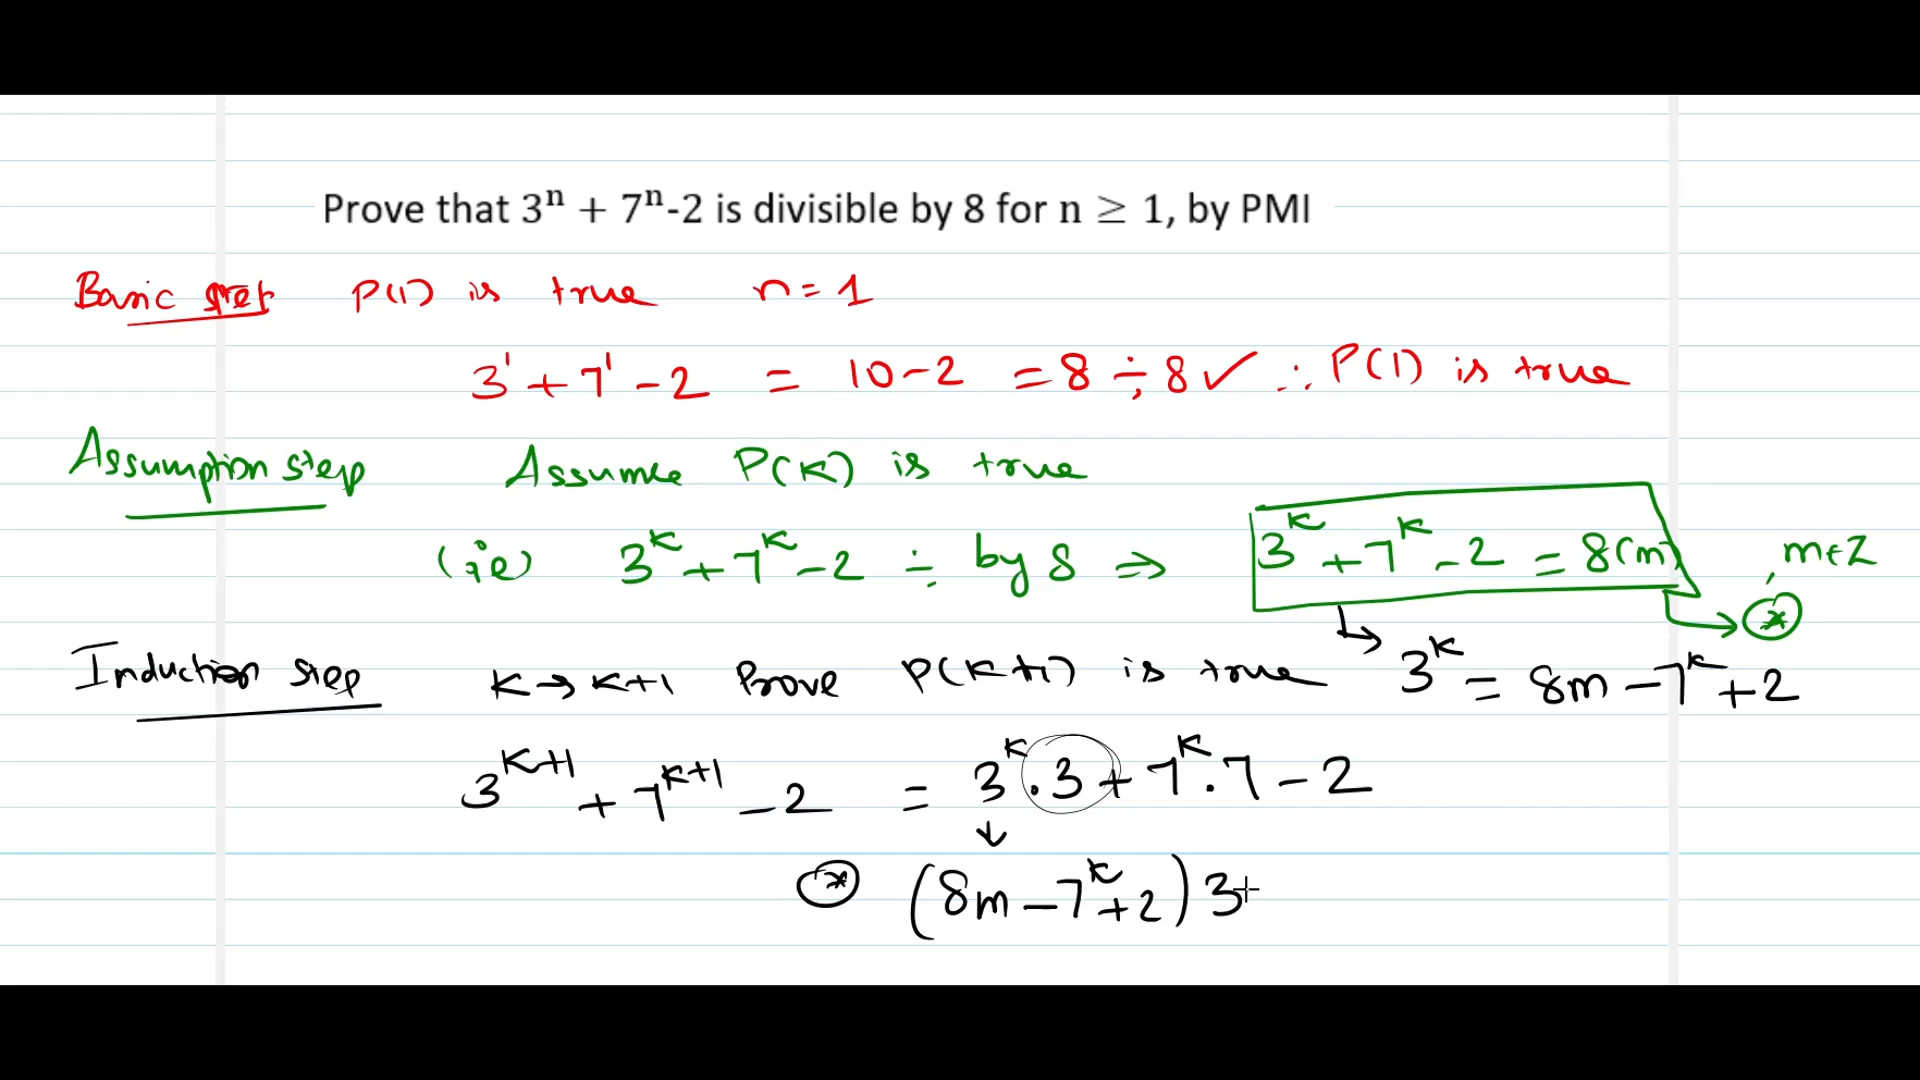 Prove that 3ⁿ + 7ⁿ-2 is divisible by 8 for n ≥ 1, by PMI
Basic step P(1) is true n = 1
3¹ + 7¹ - 2 = 10 - 2 = 8 ÷ 8 ✓ ∴ P(1) is true
Assumption step Assume P(K) is true
(ie) 3ᴷ + 7ᴷ - 2 ÷ by 8 ⇒ 3ᴷ + 7ᴷ - 2 = 8(m) , m ∈ Z
→ ⊛
Induction step K → K+1 Prove P(K+1) is true ↳ 3ᴷ = 8m - 7ᴷ + 2
3ᴷ⁺¹ + 7ᴷ⁺¹ - 2 = 3ᴷ.3 + 7ᴷ.7 - 2
↓
⊛ (8m - 7ᴷ + 2) 3